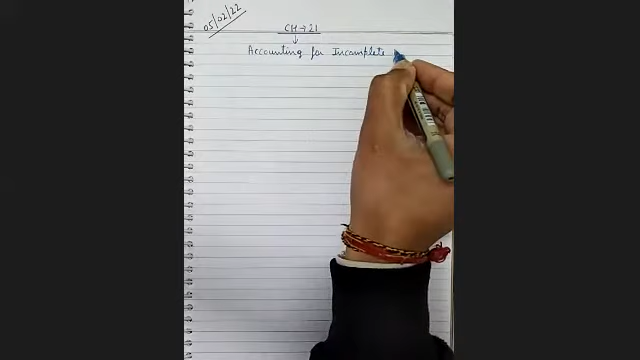 05/02/22
CH → 21
↓
Accounting for Incomplete